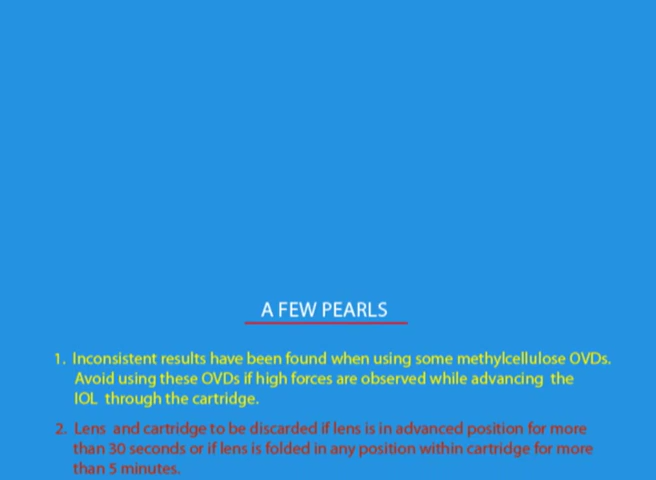 A FEW PEARLS
1. Inconsistent results have been found when using some methylcellulose OVDs.
Avoid using these OVDs if high forces are observed while advancing the
IOL through the cartridge.
2. Lens and cartridge to be discarded if lens is in advanced position for more
than 30 seconds or if lens is folded in any position within cartridge for more
than 5 minutes.